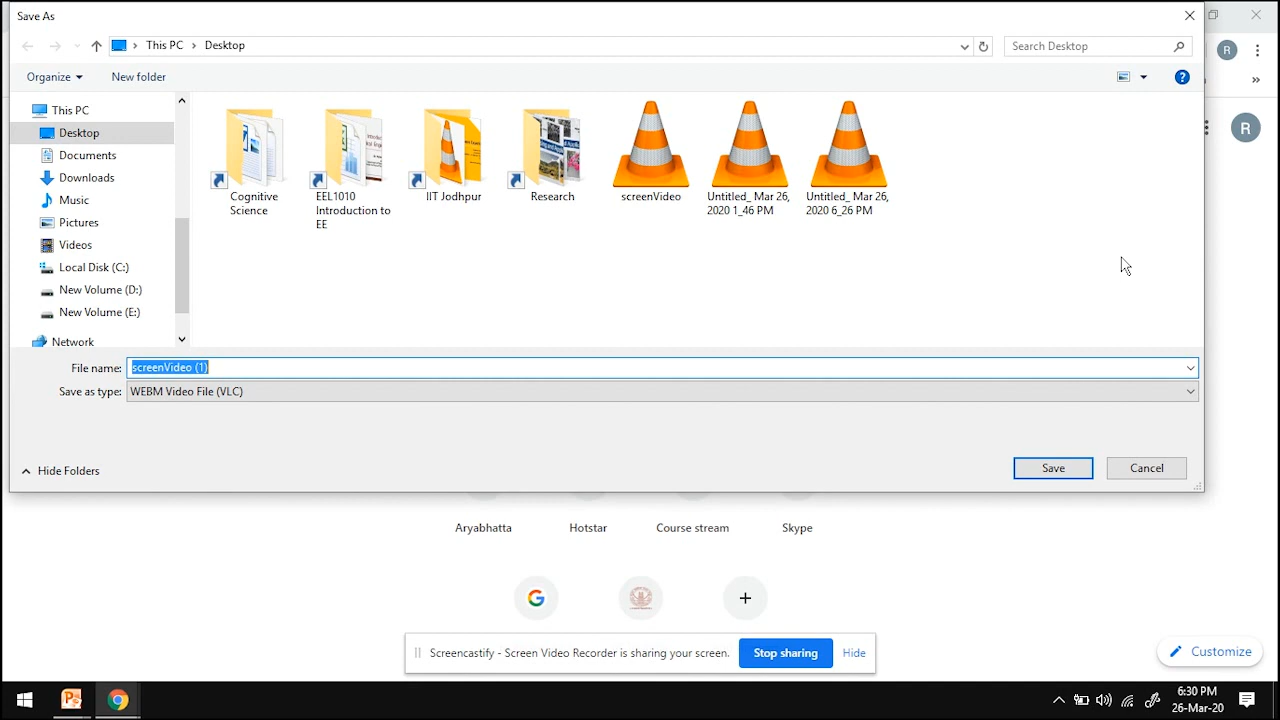 Save As
This PC
Desktop
Search Desktop
Organize
New folder
?
R
This PC
Desktop
Documents
Downloads
Music
Pictures
Videos
Local Disk (C:)
New Volume (D:)
New Volume (E:)
Network
Cognitive
Science
EEL1010
Introduction to
EE
IIT Jodhpur
Research
screenVideo
Untitled_ Mar 26,
2020 1_46 PM
Untitled_ Mar 26,
2020 6_26 PM
R
File name:
screenVideo (1)
Save as type:
WEBM Video File (VLC)
Hide Folders
Save
Cancel
Aryabhatta
Hotstar
Course stream
Skype
G
Screencastify - Screen Video Recorder is sharing your screen.
Stop sharing
Hide
Customize
6:30 PM
26-Mar-20